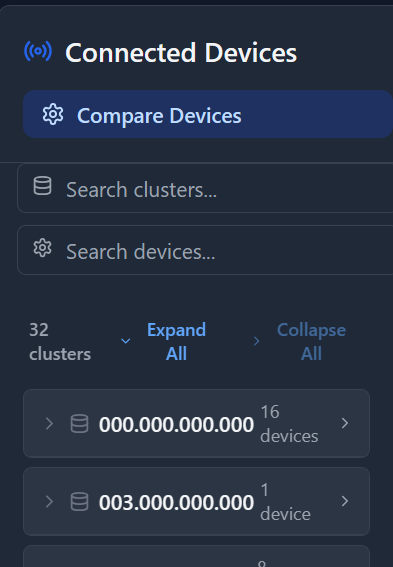 Connected Devices
Compare Devices
Search clusters...
Search devices...
32
clusters
Expand
All
Collapse
All
000.000.000.000
16
devices
003.000.000.000
1
device